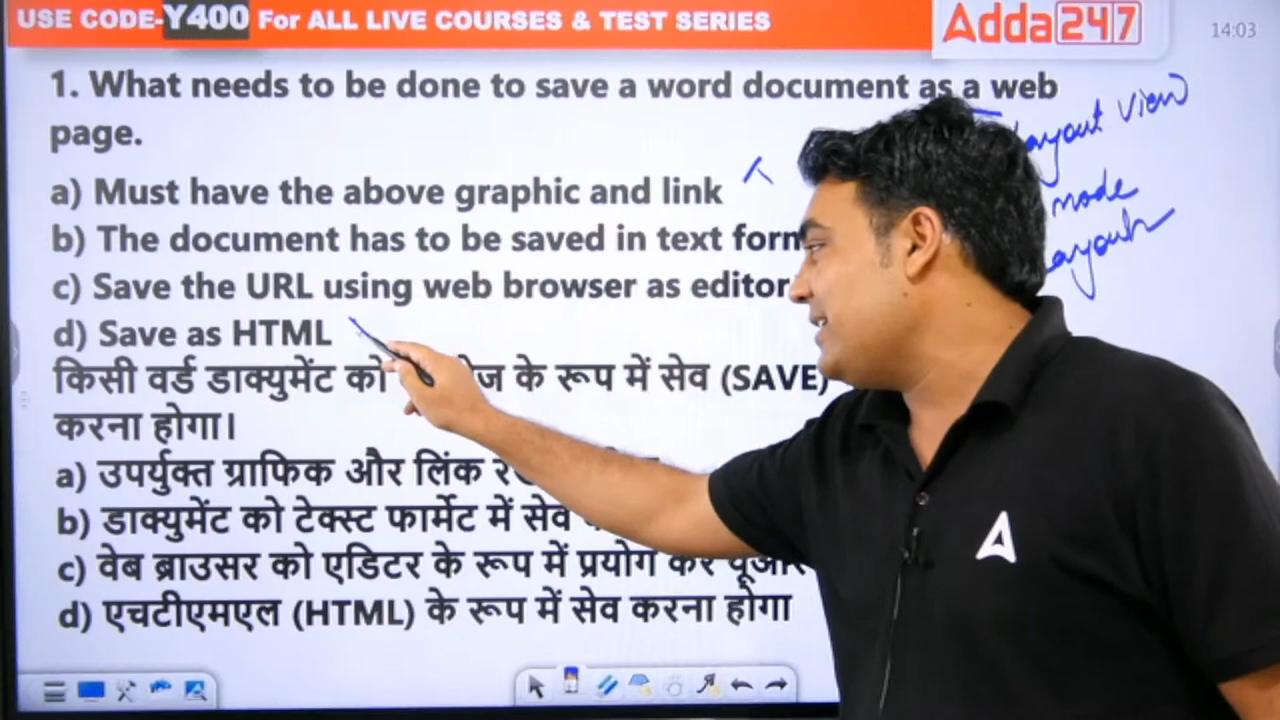 USE CODE-Y400 For ALL LIVE COURSES & TEST SERIES
Adda247
14:03
1. What needs to be done to save a word document as a web
page.
a) Must have the above graphic and link
b) The document has to be saved in text
c) Save the URL using web browser as editor
d) Save as HTML
किसी वर्ड डाक्युमेंट को के रूप में सेव (SAVE)
करना होगा।
a) उपर्युक्त ग्राफिक और लिंक
b) डाक्युमेंट को टेक्स्ट फार्मेट में सेव
c) वेब ब्राउसर को एडिटर के रूप में प्रयोग कर
d) एचटीएमएल (HTML) के रूप में सेव करना होगा
View
mode